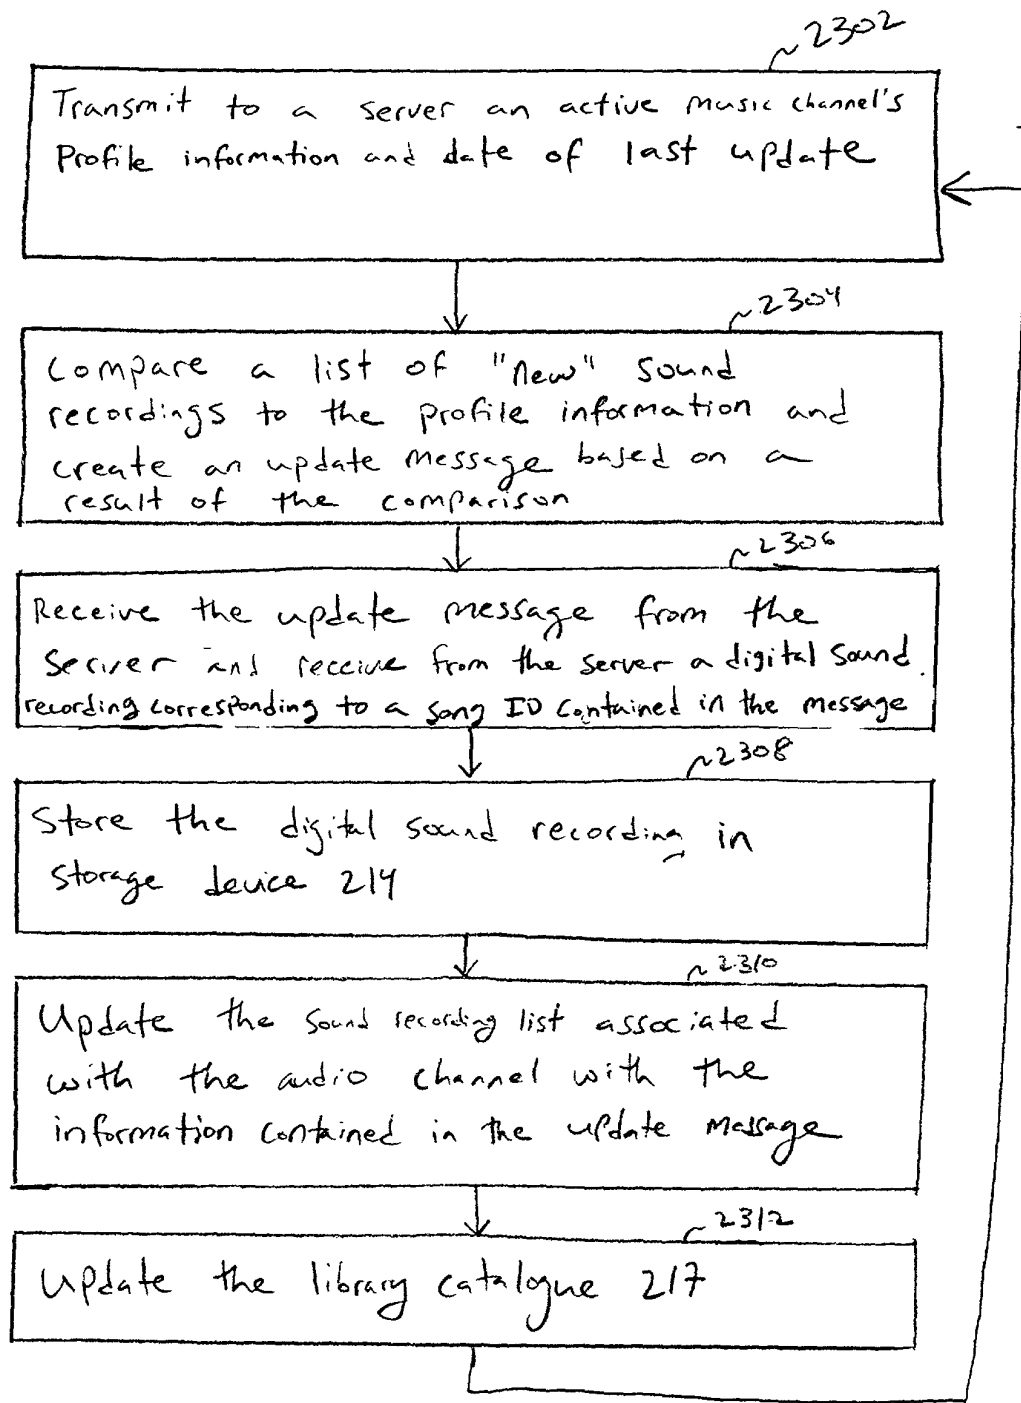 2302
Transmit to a server an active music channel's
Profile information and date of last update
2304
Compare a list of "new" sound
recordings to the profile information and
create an update message based on a
result of the comparison
2306
Receive the update message from the
server and receive from the server a digital sound
recording corresponding to a song ID contained in the message
2308
Store the digital sound recording in
storage device 214
2310
Update the sound recording list associated
with the audio channel with the
information contained in the update message
2312
Update the library catalogue 217